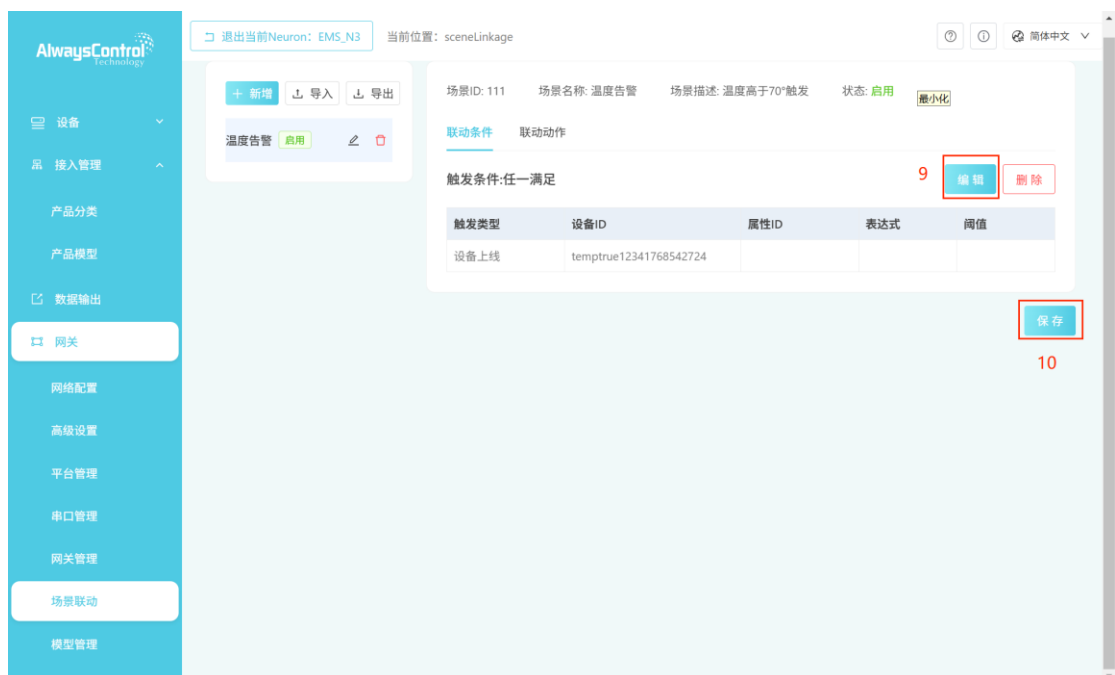 AlwaysControl
Technology
退出当前Neuron：EMS_N3
当前位置：sceneLinkage
简体中文
设备
接入管理
产品分类
产品模型
数据输出
网关
网络配置
高级设置
平台管理
串口管理
网关管理
场景联动
模型管理
新增 导入 导出
温度告警 启用
场景ID: 111 场景名称: 温度告警 场景描述: 温度高于70°触发 状态: 启用
最小化
联动条件 联动动作
触发条件:任一满足
9 编辑 删除
触发类型 设备ID 属性ID 表达式 阈值
设备上线 temptrue12341768542724
保存
10